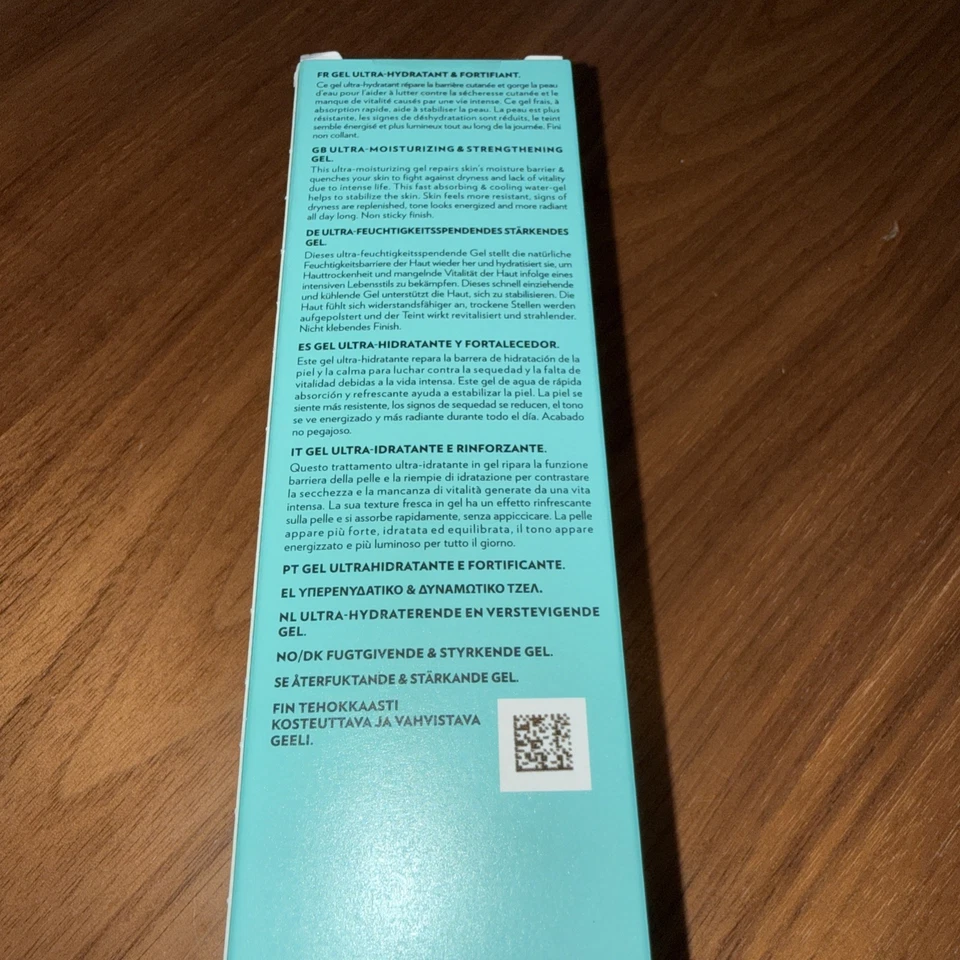 FR GEL ULTRA-HYDRATANT & FORTIFIANT.
Ce gel ultra-hydratant répare la barrière cutanée et gorge la peau
d'eau pour l'aider à lutter contre la sécheresse cutanée et le
manque de vitalité causés par une vie intense. Ce gel frais, à
absorption rapide, aide à stabiliser la peau. La peau est plus
résistante, les signes de déshydratation sont réduits, le teint
semble énergisé et plus lumineux tout au long de la journée. Fini
non collant.
GB ULTRA-MOISTURIZING & STRENGTHENING
GEL.
This ultra-moisturizing gel repairs skin's moisture barrier &
quenches your skin to fight against dryness and lack of vitality
due to intense life. This fast absorbing & cooling water-gel
helps to stabilize the skin. Skin feels more resistant, signs of
dryness are replenished, tone looks energized and more radiant
all day long. Non sticky finish.
DE ULTRA-FEUCHTIGKEITSSPENDENDES STÄRKENDES
GEL.
Dieses ultra-feuchtigkeitsspendende Gel stellt die natürliche
Feuchtigkeitsbarriere der Haut wieder her und hydratisiert sie, um
Hauttrockenheit und mangelnde Vitalität der Haut infolge eines
intensiven Lebensstils zu bekämpfen. Dieses schnell einziehende
und kühlende Gel unterstützt die Haut, sich zu stabilisieren. Die
Haut fühlt sich widerstandsfähiger an, trockene Stellen werden
aufgepolstert und der Teint wirkt revitalisiert und strahlender.
Nicht klebendes Finish.
ES GEL ULTRA-HIDRATANTE Y FORTALECEDOR.
Este gel ultra-hidratante repara la barrera de hidratación de la
piel y la calma para luchar contra la sequedad y la falta de
vitalidad debidas a la vida intensa. Este gel de agua de rápida
absorción y refrescante ayuda a estabilizar la piel. La piel se
siente más resistente, los signos de sequedad se reducen, el tono
se ve energizado y más radiante durante todo el día. Acabado
no pegajoso.
IT GEL ULTRA-IDRATANTE E RINFORZANTE.
Questo trattamento ultra-idratante in gel ripara la funzione
barriera della pelle e la riempie di idratazione per contrastare
la secchezza e la mancanza di vitalità generate da una vita
intensa. La sua texture fresca in gel ha un effetto rinfrescante
sulla pelle e si assorbe rapidamente, senza appiccicare. La pelle
appare più forte, idratata ed equilibrata, il tono appare
energizzato e più luminoso per tutto il giorno.
PT GEL ULTRAHIDRATANTE E FORTIFICANTE.
EL ΥΠΕΡΕΝΥΔΑΤΙΚΟ & ΔΥΝΑΜΩΤΙΚΟ ΤΖΕΛ.
NL ULTRA-HYDRATERENDE EN VERSTEVIGENDE
GEL.
NO/DK FUGTGIVENDE & STYRKENDE GEL.
SE ÅTERFUKTANDE & STÄRKANDE GEL.
FIN TEHOKKAASTI
KOSTEUTTAVA JA VAHVISTAVA
GEELI.